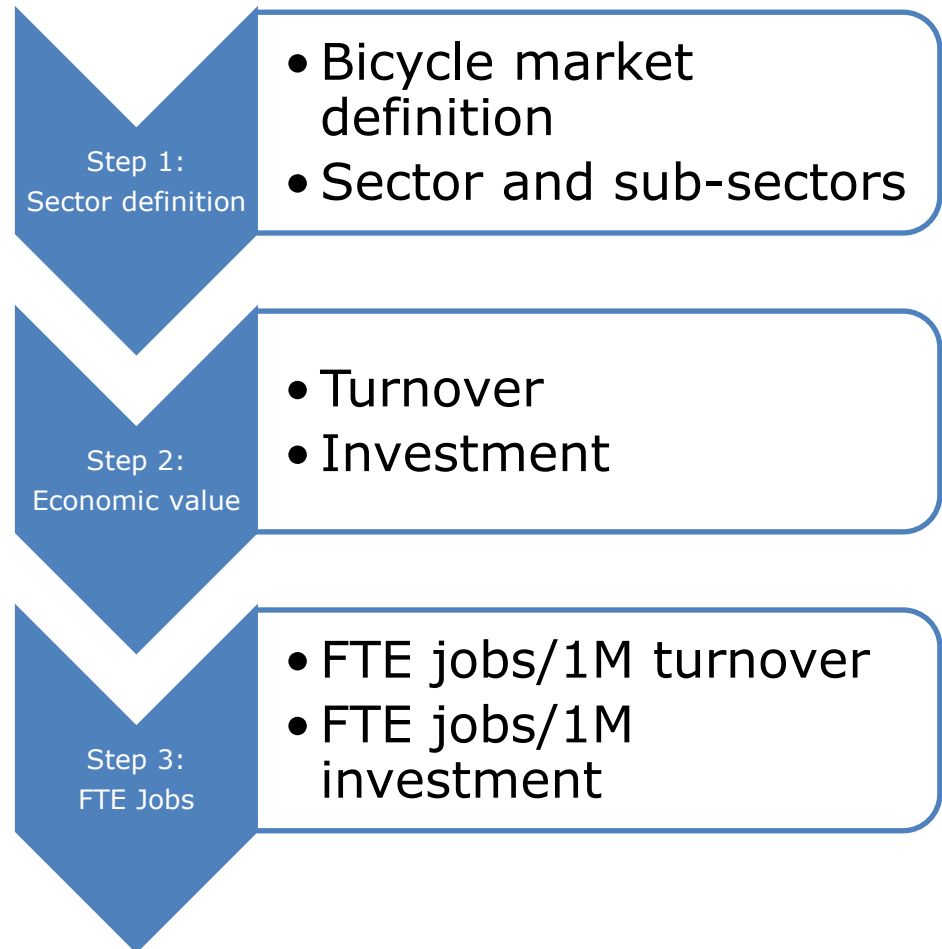 Step 1:
Sector definition
• Bicycle market
definition
• Sector and sub-sectors
Step 2:
Economic value
• Turnover
• Investment
Step 3:
FTE Jobs
• FTE jobs/1M turnover
• FTE jobs/1M
investment